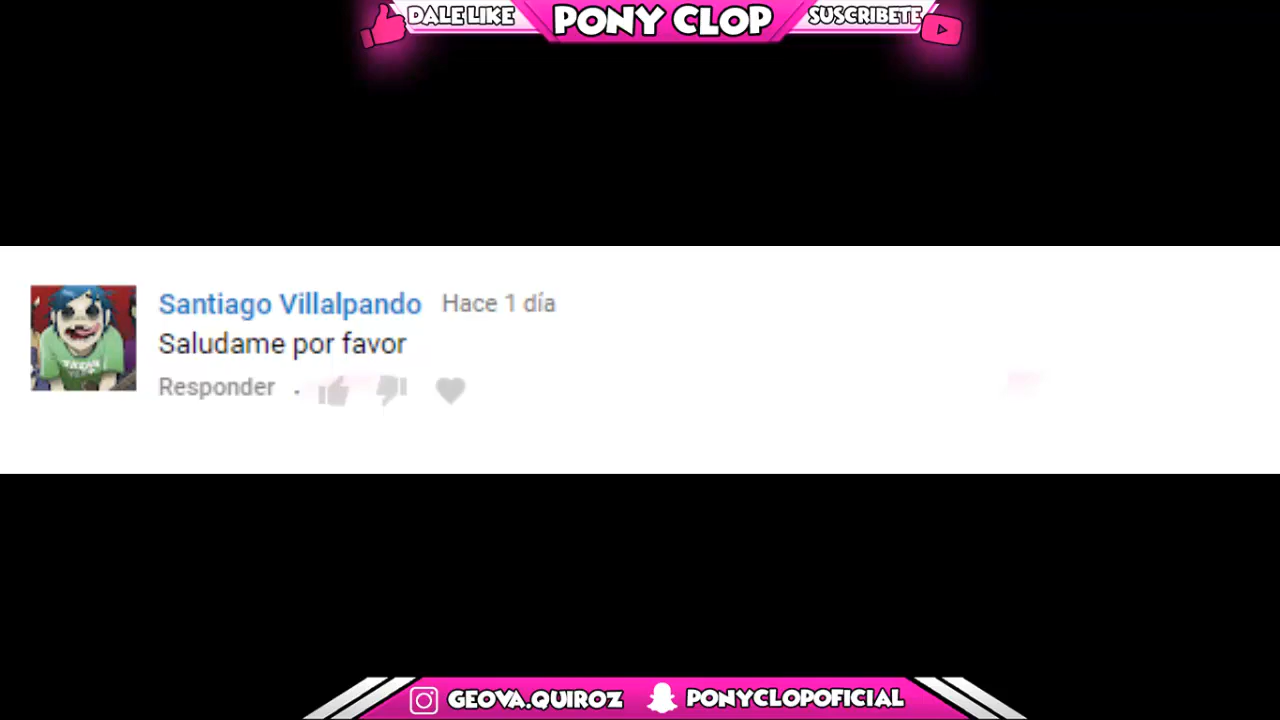 DALE LIKE PONY CLOP SUSCRIBETE
Santiago Villalpando Hace 1 día
Saludame por favor
Responder .
GEOVA.QUIROZ PONYCLOPOFICIAL